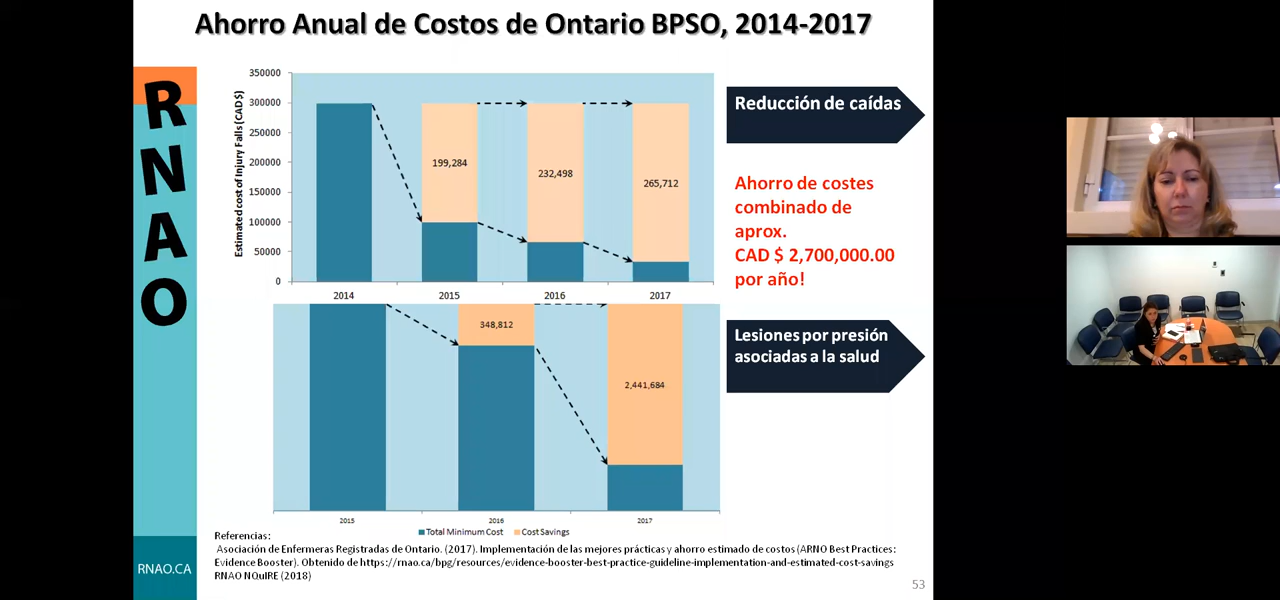 Ahorro Anual de Costos de Ontario BPSO, 2014-2017
RNAO
RNAO.CA
Estimated cost of Injury Falls (CAD $)
350000
300000
250000
200000
150000
100000
50000
0
199,284
232,498
265,712
2014
2015
2016
2017
Reducción de caídas
Ahorro de costes
combinado de
aprox.
CAD $ 2,700,000.00
por año!
348,812
2,441,684
2015
2016
2017
Total Minimum Cost
Cost Savings
Lesiones por presión
asociadas a la salud
Referencias:
Asociación de Enfermeras Registradas de Ontario. (2017). Implementación de las mejores prácticas y ahorro estimado de costos (ARNO Best Practices:
Evidence Booster). Obtenido de https://rnao.ca/bpg/resources/evidence-booster-best-practice-guideline-implementation-and-estimated-cost-savings
RNAO NQuIRE (2018)
53